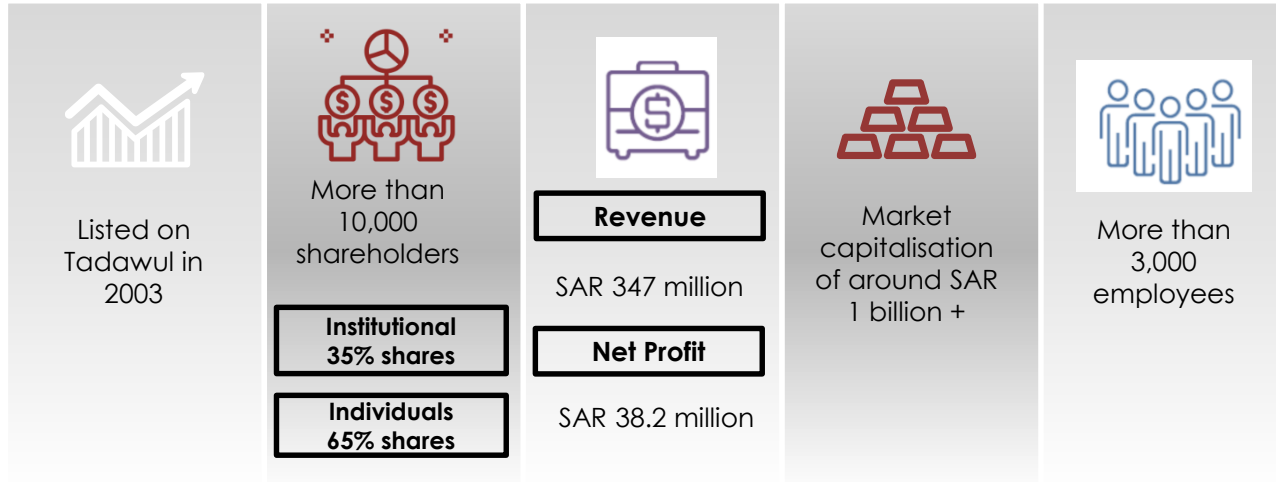 Listed on
Tadawul in
2003
More than
10,000
shareholders
Institutional
35% shares
Individuals
65% shares
Revenue
SAR 347 million
Net Profit
SAR 38.2 million
Market
capitalisation
of around SAR
1 billion +
More than
3,000
employees